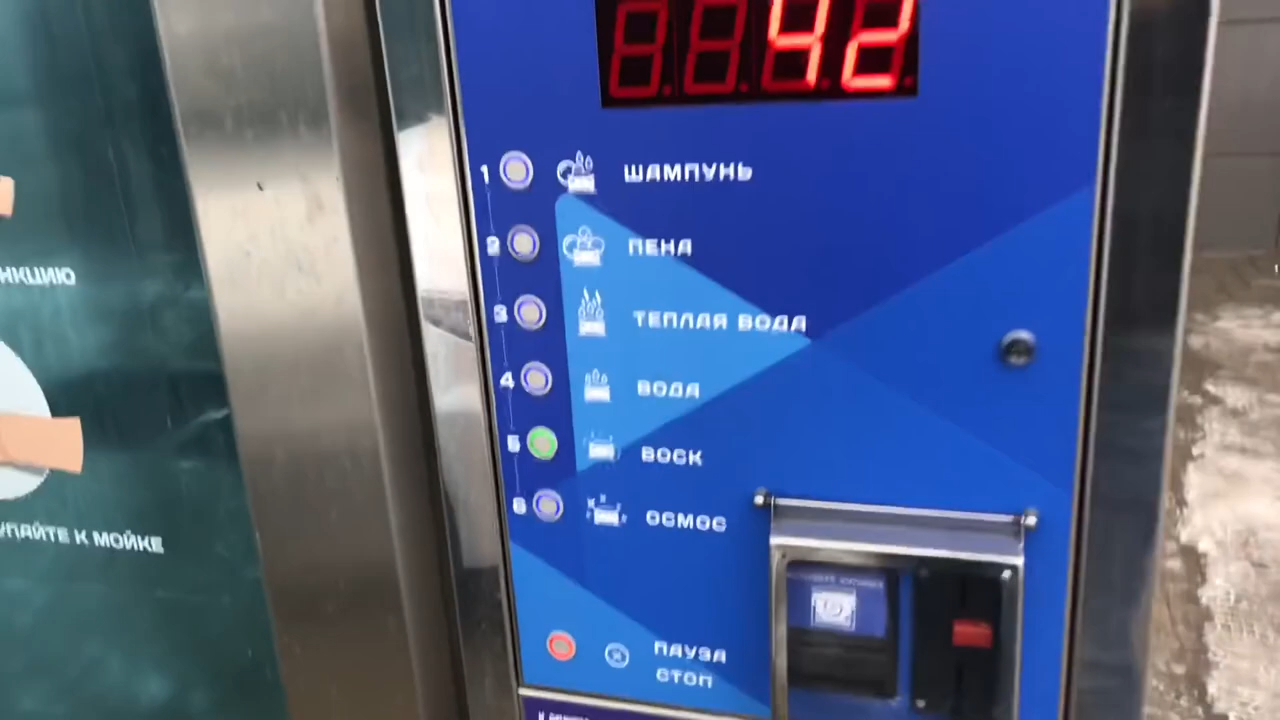 42
1 ШАМПУНЬ
2 ПЕНА
3 ТЕПЛАЯ ВОДА
4 ВОДА
5 ВОСК
6 ОСМОС
ПАУЗА
СТОП
НКЦИЮ
УПАЙТЕ К МОЙКЕ